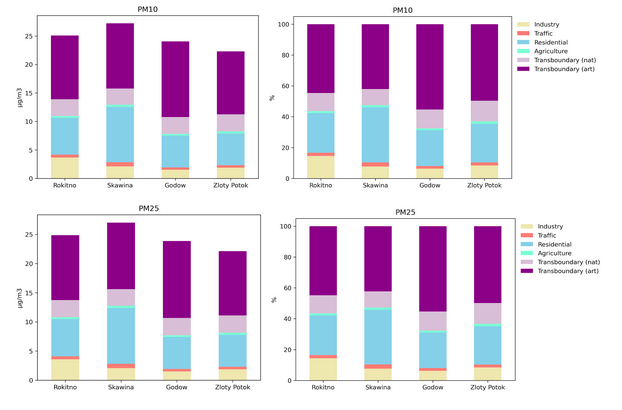 PM10
25
20
15
10
5
0
µg/m3
Rokitno Skawina Godow Zloty Potok
PM10
100
80
60
40
20
0
%
Rokitno Skawina Godow Zloty Potok
Industry
Traffic
Residential
Agriculture
Transboundary (nat)
Transboundary (art)
PM25
25
20
15
10
5
0
µg/m3
Rokitno Skawina Godow Zloty Potok
PM25
100
80
60
40
20
0
%
Rokitno Skawina Godow Zloty Potok
Industry
Traffic
Residential
Agriculture
Transboundary (nat)
Transboundary (art)